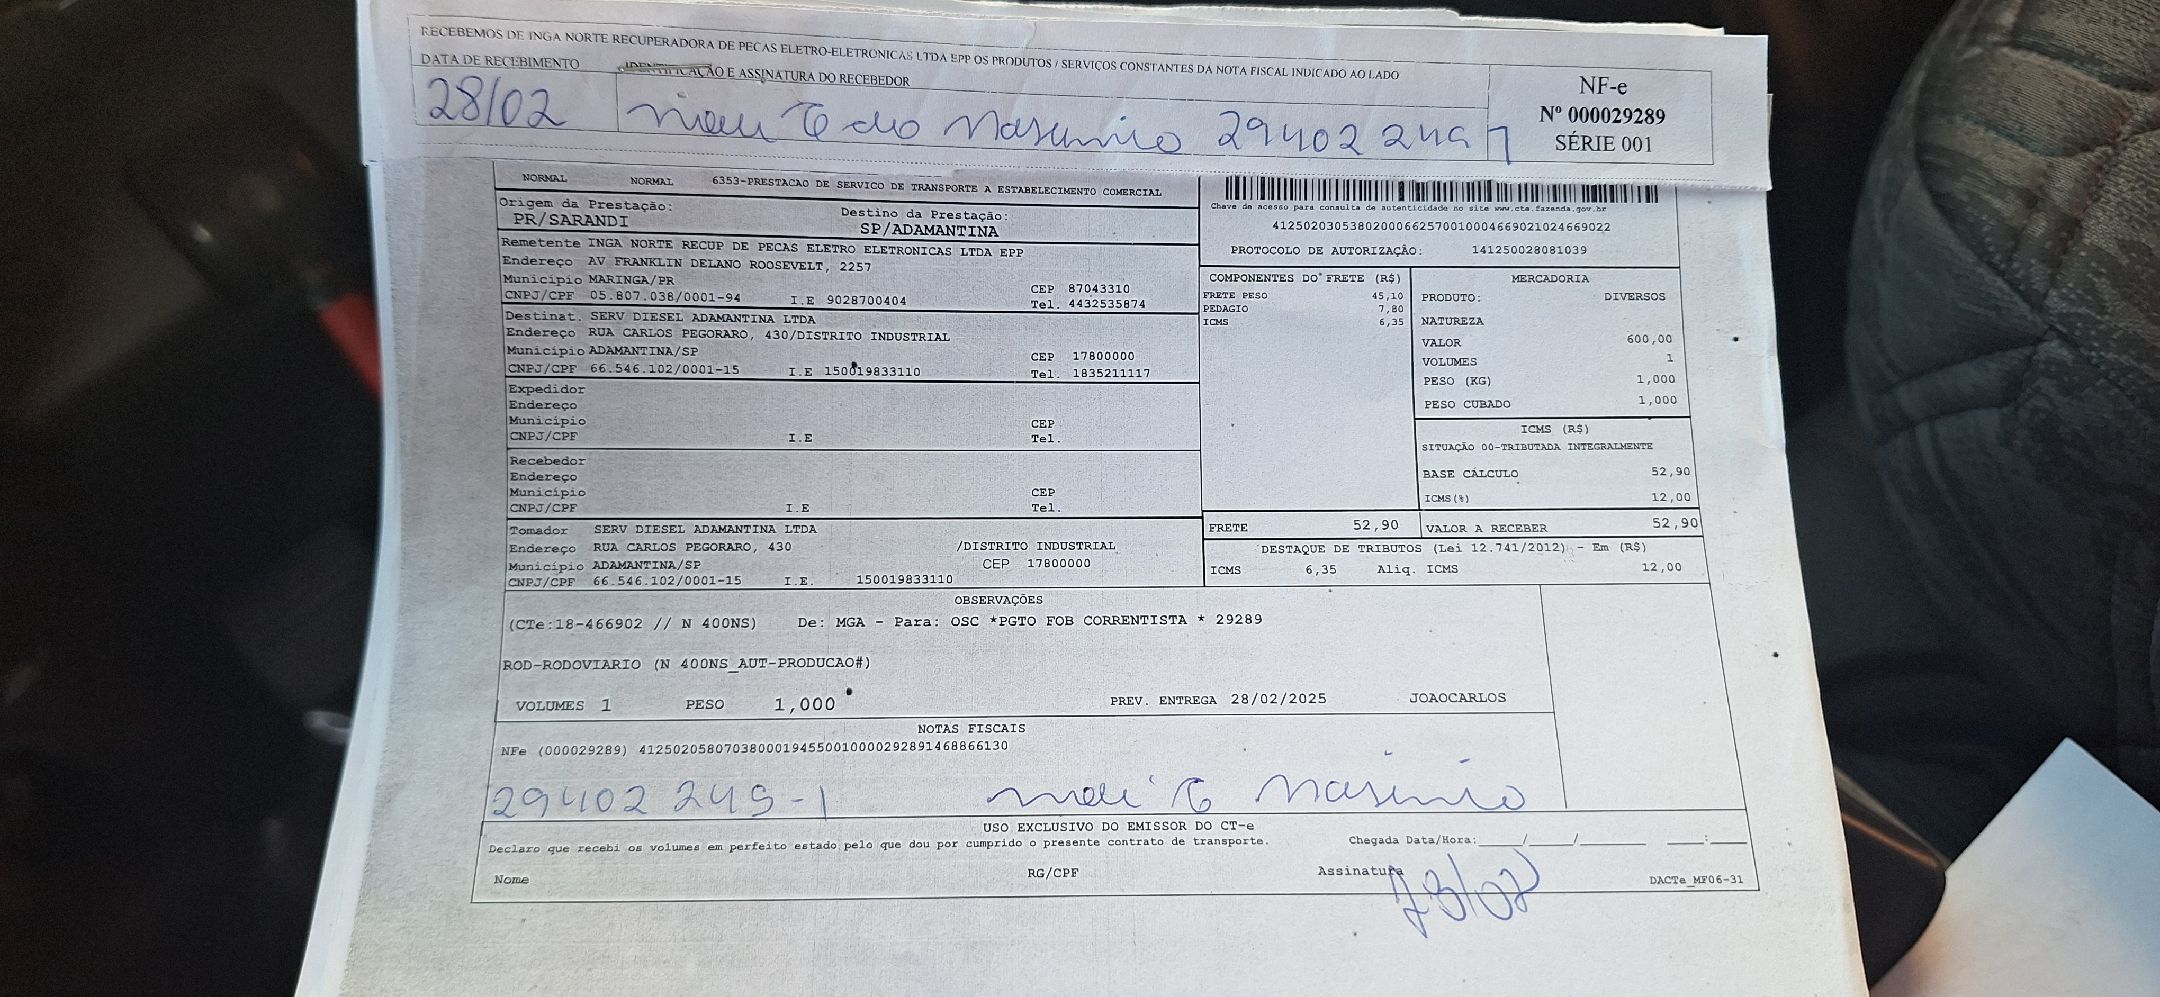 RECEBEMOS DE INGA NORTE RECUPERADORA DE PECAS ELETRO-ELETRONICAS LTDA EPP OS PRODUTOS / SERVIÇOS CONSTANTES DA NOTA FISCAL INDICADO AO LADO
DATA DE RECEBIMENTO IDENTIFICAÇÃO E ASSINATURA DO RECEBEDOR
28/02 29402249 1
NF-e
Nº 000029289
SÉRIE 001
NORMAL NORMAL 6353-PRESTACAO DE SERVICO DE TRANSPORTE A ESTABELECIMENTO COMERCIAL
Origem da Prestação: Destino da Prestação:
PR/SARANDI SP/ADAMANTINA
Remetente INGA NORTE RECUP DE PECAS ELETRO ELETRONICAS LTDA EPP
Endereço AV FRANKLIN DELANO ROOSEVELT, 2257
Município MARINGA/PR CEP 87043310
CNPJ/CPF 05.807.038/0001-94 I.E 9028700404 Tel. 4432535874
Destinat. SERV DIESEL ADAMANTINA LTDA
Endereço RUA CARLOS PEGORARO, 430/DISTRITO INDUSTRIAL
Município ADAMANTINA/SP CEP 17800000
CNPJ/CPF 66.546.102/0001-15 I.E 150019833110 Tel. 1835211117
Expedidor
Endereço
Município CEP
CNPJ/CPF I.E Tel.
Recebedor
Endereço
Município CEP
CNPJ/CPF I.E Tel.
Tomador SERV DIESEL ADAMANTINA LTDA
Endereço RUA CARLOS PEGORARO, 430 /DISTRITO INDUSTRIAL
Município ADAMANTINA/SP CEP 17800000
CNPJ/CPF 66.546.102/0001-15 I.E. 150019833110
Chave de acesso para consulta de autenticidade no site www.cte.fazenda.gov.br
41250203053802000662570010004669021024669022
PROTOCOLO DE AUTORIZAÇÃO: 141250028081039
COMPONENTES DO FRETE (R$)
FRETE PESO 45,10
PEDAGIO 7,80
ICMS 6,35
MERCADORIA
PRODUTO: DIVERSOS
NATUREZA
VALOR 600,00
VOLUMES 1
PESO (KG) 1,000
PESO CUBADO 1,000
ICMS (R$)
SITUAÇÃO 00-TRIBUTADA INTEGRALMENTE
BASE CÁLCULO 52,90
ICMS(%) 12,00
FRETE 52,90 VALOR A RECEBER 52,90
DESTAQUE DE TRIBUTOS (Lei 12.741/2012) - Em (R$)
ICMS 6,35 Aliq. ICMS 12,00
OBSERVAÇÕES
(CTe:18-466902 // N 400NS) De: MGA - Para: OSC *PGTO FOB CORRENTISTA * 29289
ROD-RODOVIARIO (N 400NS_AUT-PRODUCAO#)
VOLUMES 1 PESO 1,000 PREV. ENTREGA 28/02/2025 JOAOCARLOS
NOTAS FISCAIS
NFe (000029289) 41250205807038000194550010000292891468866130
29402249-1
USO EXCLUSIVO DO EMISSOR DO CT-e
Declaro que recebi os volumes em perfeito estado pelo que dou por cumprido o presente contrato de transporte. Chegada Data/Hora: ____/____/______ ___:___
Nome RG/CPF Assinatura DACTe_MF06-31